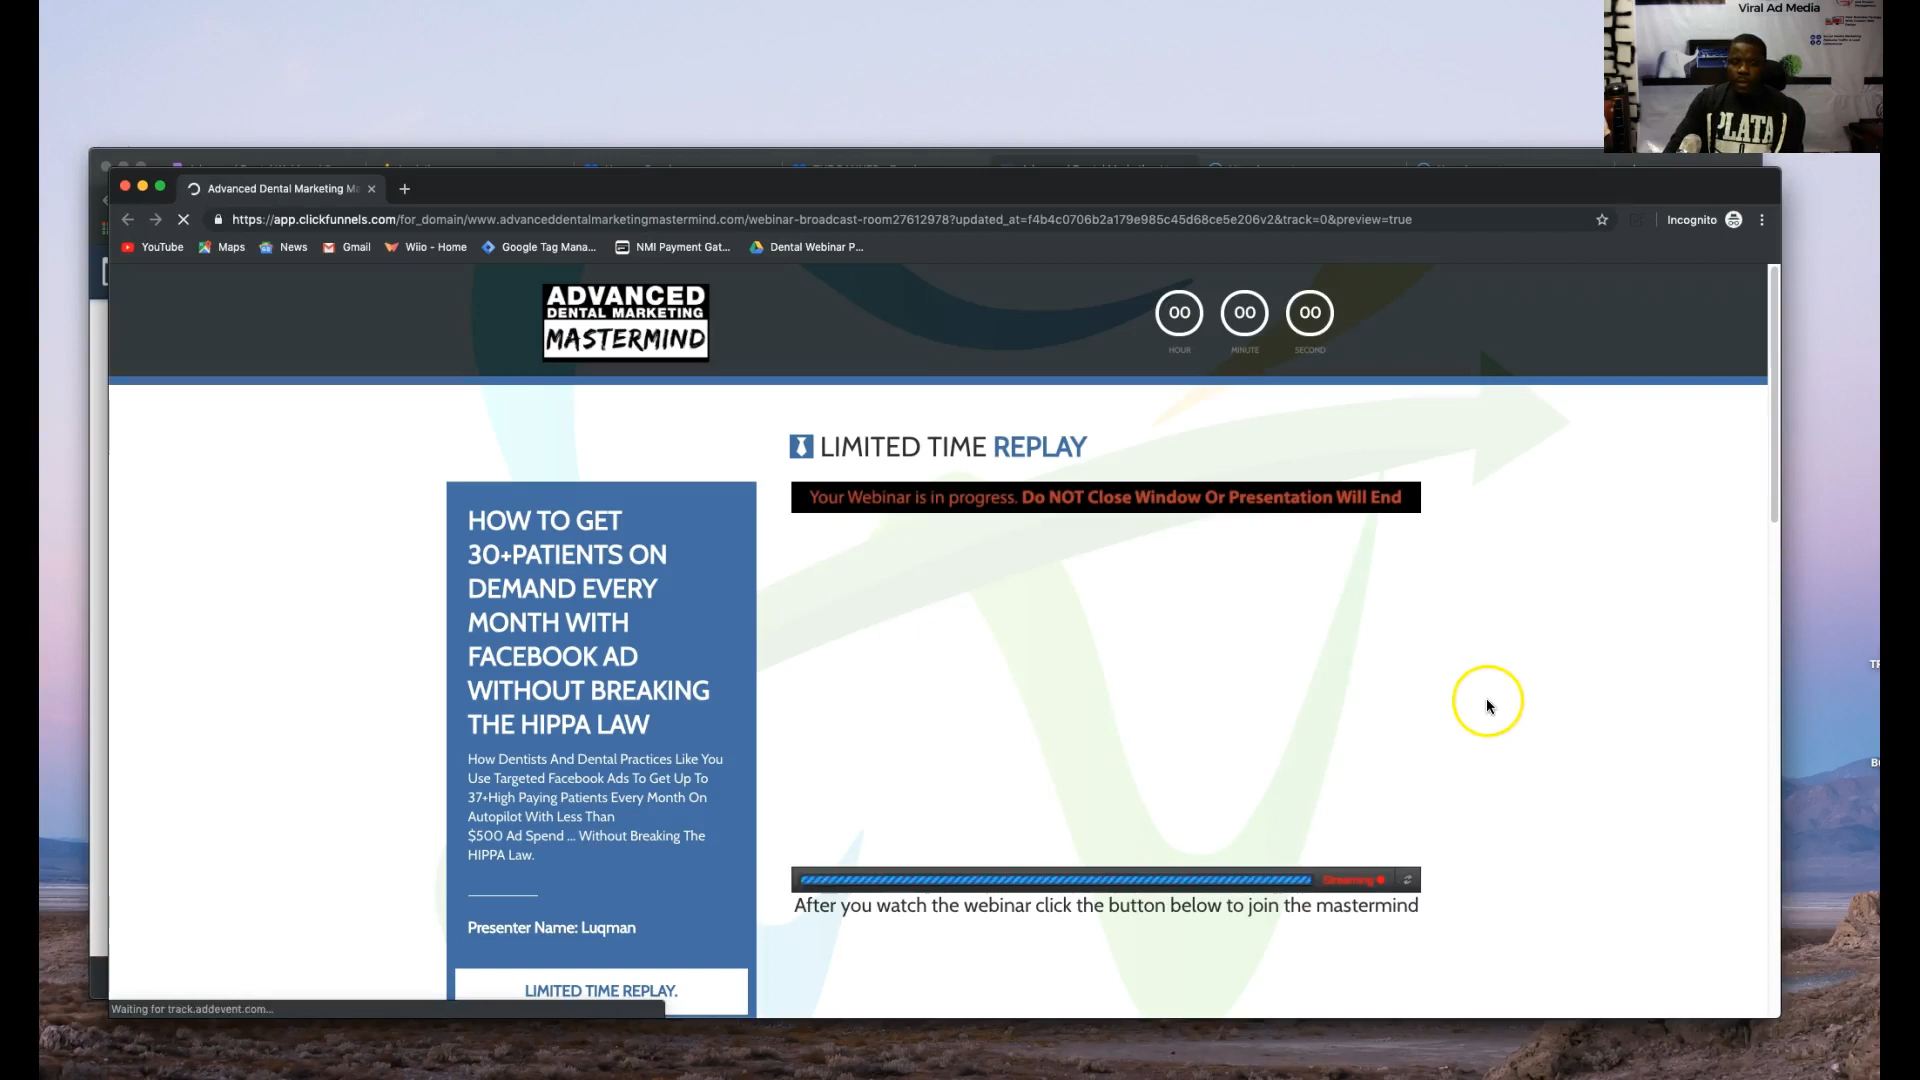 Viral Ad Media
PLATA
Advanced Dental Marketing Ma
https://app.clickfunnels.com/for_domain/www.advanceddentalmarketingmastermind.com/webinar-broadcast-room27612978?updated_at=f4b4c0706b2a179e985c45d68ce5e206v2&track=0&preview=true
Incognito
YouTube Maps News Gmail Wiio - Home Google Tag Mana... NMI Payment Gat... Dental Webinar P...
ADVANCED
DENTAL MARKETING
MASTERMIND
00 00 00
HOUR MINUTE SECOND
LIMITED TIME REPLAY
Your Webinar is in progress. Do NOT Close Window Or Presentation Will End
HOW TO GET
30+PATIENTS ON
DEMAND EVERY
MONTH WITH
FACEBOOK AD
WITHOUT BREAKING
THE HIPPA LAW
How Dentists And Dental Practices Like You
Use Targeted Facebook Ads To Get Up To
37+High Paying Patients Every Month On
Autopilot With Less Than
$500 Ad Spend ... Without Breaking The
HIPPA Law.
Presenter Name: Luqman
LIMITED TIME REPLAY.
Streaming
After you watch the webinar click the button below to join the mastermind
Waiting for track.addevent.com...